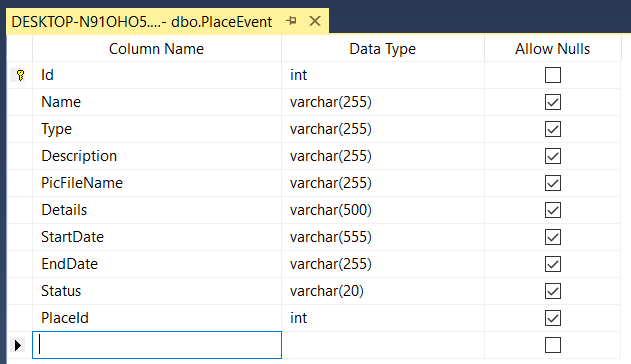 DESKTOP-N91OHO5....- dbo.PlaceEvent
Column Name Data Type Allow Nulls
Id int
Name varchar(255)
Type varchar(255)
Description varchar(255)
PicFileName varchar(255)
Details varchar(500)
StartDate varchar(555)
EndDate varchar(255)
Status varchar(20)
PlaceId int